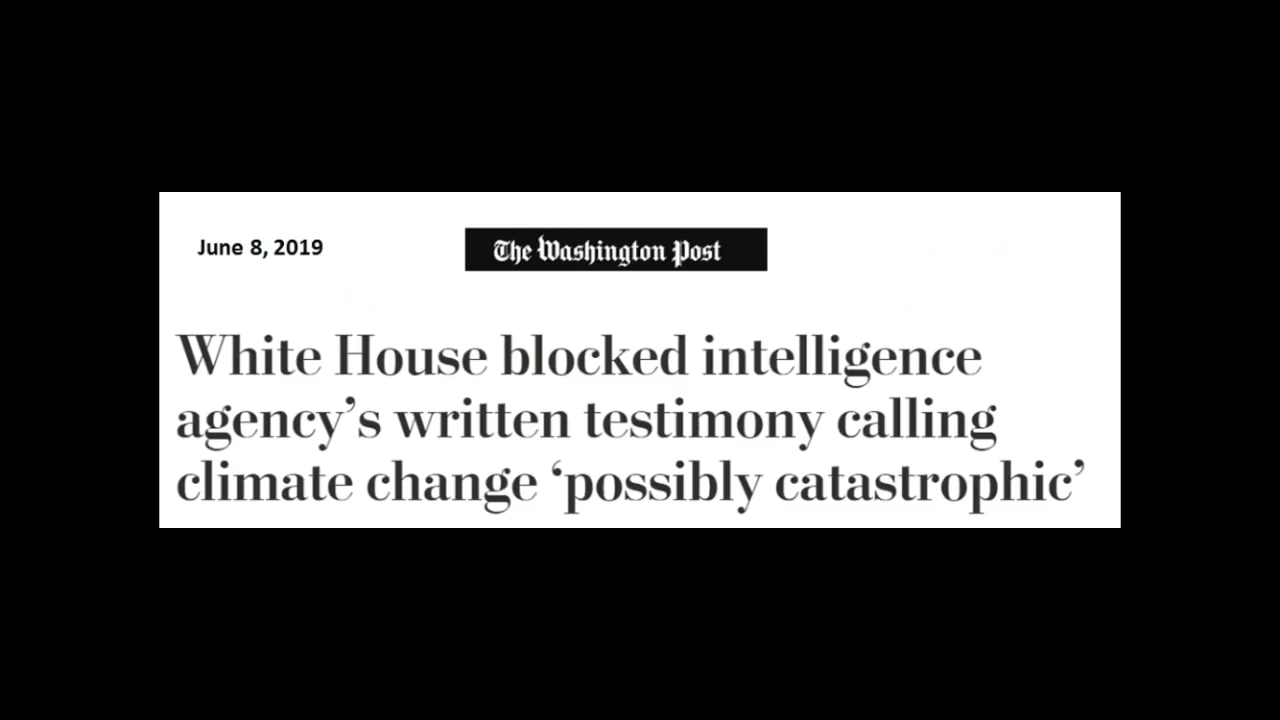 June 8, 2019
The Washington Post
White House blocked intelligence
agency’s written testimony calling
climate change ‘possibly catastrophic’